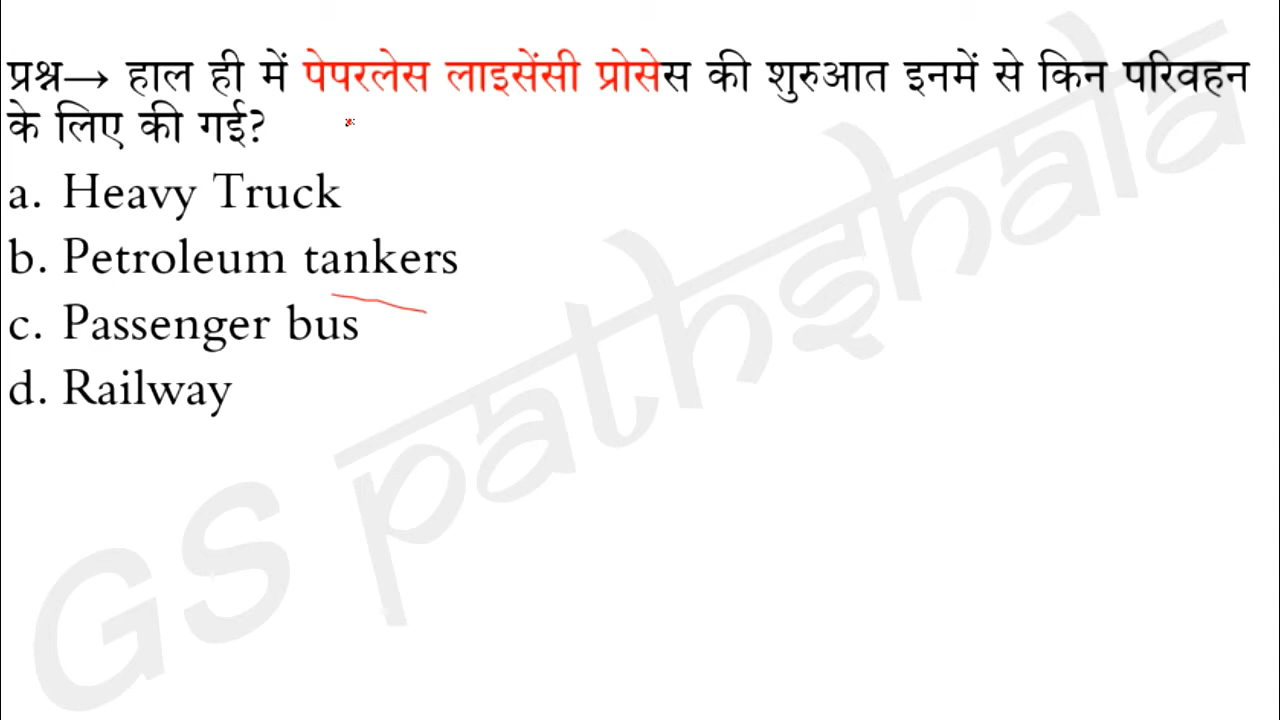 प्रश्न→ हाल ही में पेपरलेस लाइसेंसी प्रोसेस की शुरुआत इनमें से किन परिवहन
के लिए की गई?
a. Heavy Truck
b. Petroleum tankers
c. Passenger bus
d. Railway
GS pathshala